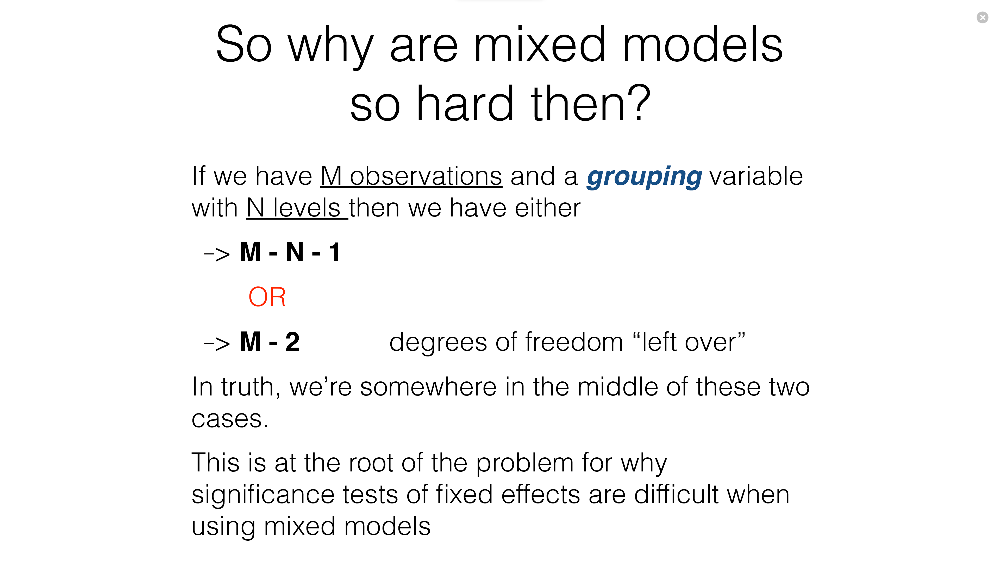 So why are mixed models
so hard then?
If we have M observations and a grouping variable
with N levels then we have either
–> M - N - 1
OR
–> M - 2 degrees of freedom “left over”
In truth, we’re somewhere in the middle of these two
cases.
This is at the root of the problem for why
significance tests of fixed effects are difficult when
using mixed models